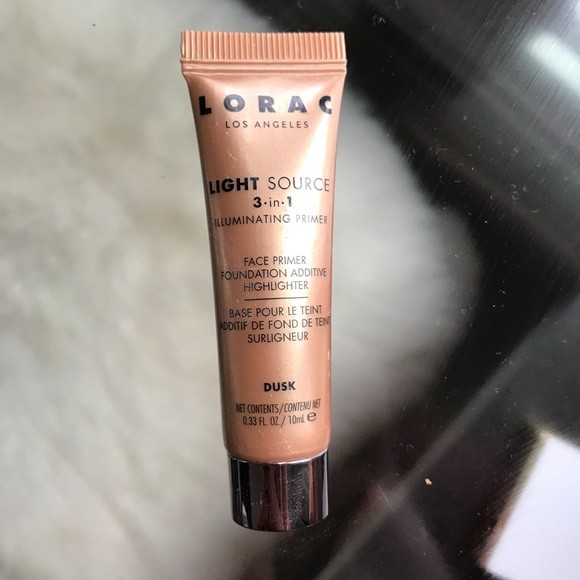 LORAC
LOS ANGELES
LIGHT SOURCE
3·in·1
ILLUMINATING PRIMER
FACE PRIMER
FOUNDATION ADDITIVE
HIGHLIGHTER
BASE POUR LE TEINT
ADDITIF DE FOND DE TEINT
SURLIGNEUR
DUSK
NET CONTENTS/CONTENU NET
0.33 FL. OZ. / 10mL ℮